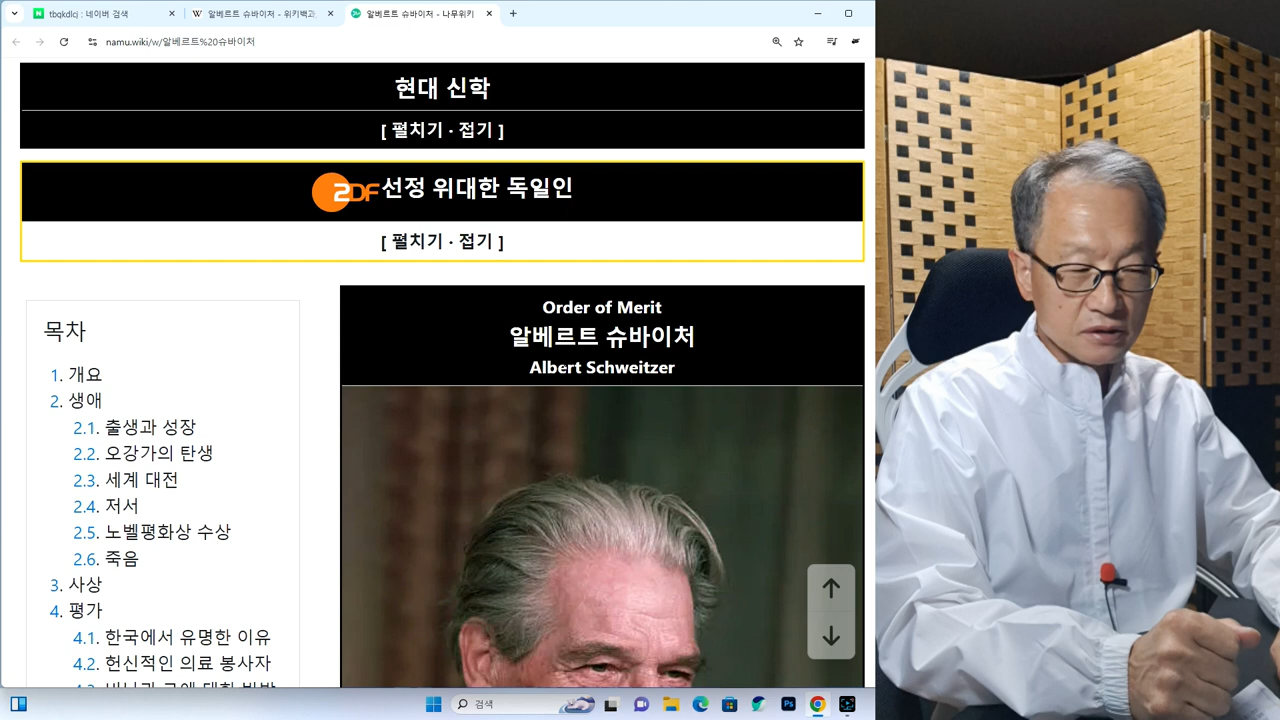 tbqkdlcj : 네이버 검색
알베르트 슈바이처 - 위키백과
알베르트 슈바이처 - 나무위키
namu.wiki/w/알베르트%20슈바이처
현대 신학
[ 펼치기 · 접기 ]
ZDF 선정 위대한 독일인
[ 펼치기 · 접기 ]
목차
1. 개요
2. 생애
2.1. 출생과 성장
2.2. 오강가의 탄생
2.3. 세계 대전
2.4. 저서
2.5. 노벨평화상 수상
2.6. 죽음
3. 사상
4. 평가
4.1. 한국에서 유명한 이유
4.2. 헌신적인 의료 봉사자
Order of Merit
알베르트 슈바이처
Albert Schweitzer
검색
Ps